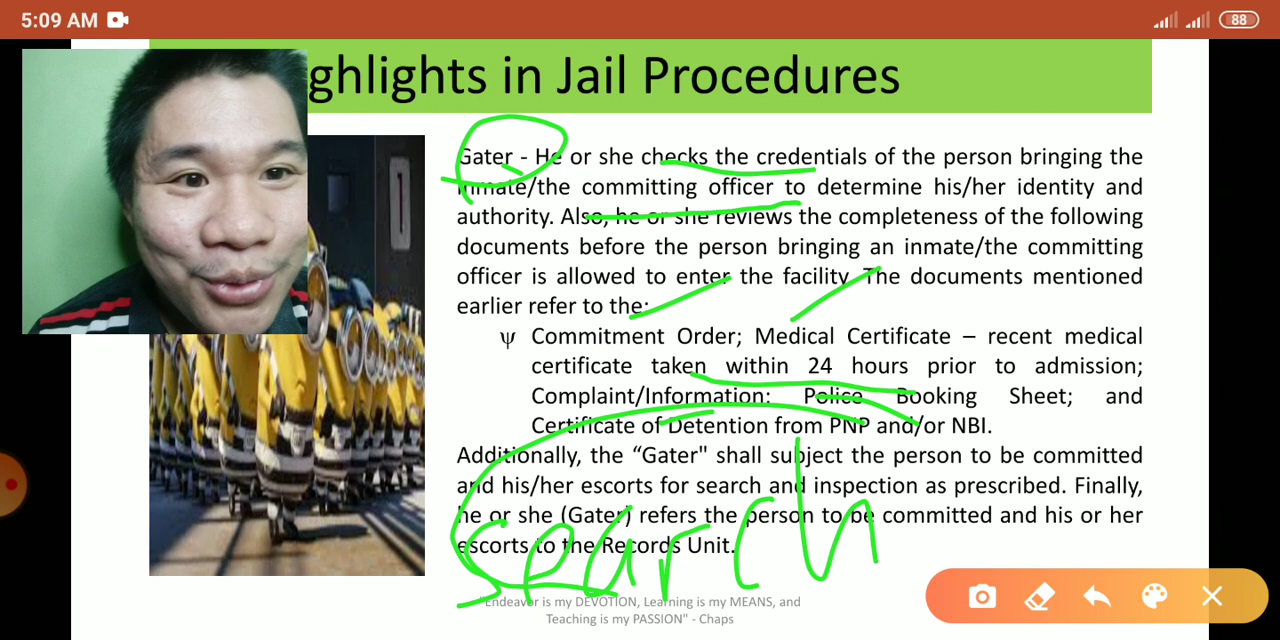 5:09 AM
88
ghlights in Jail Procedures
1
Gater - He or she checks the credentials of the person bringing the
inmate/the committing officer to determine his/her identity and
authority. Also, he or she reviews the completeness of the following
documents before the person bringing an inmate/the committing
officer is allowed to enter the facility. The documents mentioned
earlier refer to the:
ψ Commitment Order; Medical Certificate – recent medical
certificate taken within 24 hours prior to admission;
Complaint/Information; Police Booking Sheet; and
Certificate of Detention from PNP and/or NBI.
Additionally, the “Gater" shall subject the person to be committed
and his/her escorts for search and inspection as prescribed. Finally,
he or she (Gater) refers the person to be committed and his or her
escorts to the Records Unit.
search
"Endeavor is my DEVOTION, Learning is my MEANS, and
Teaching is my PASSION" - Chaps